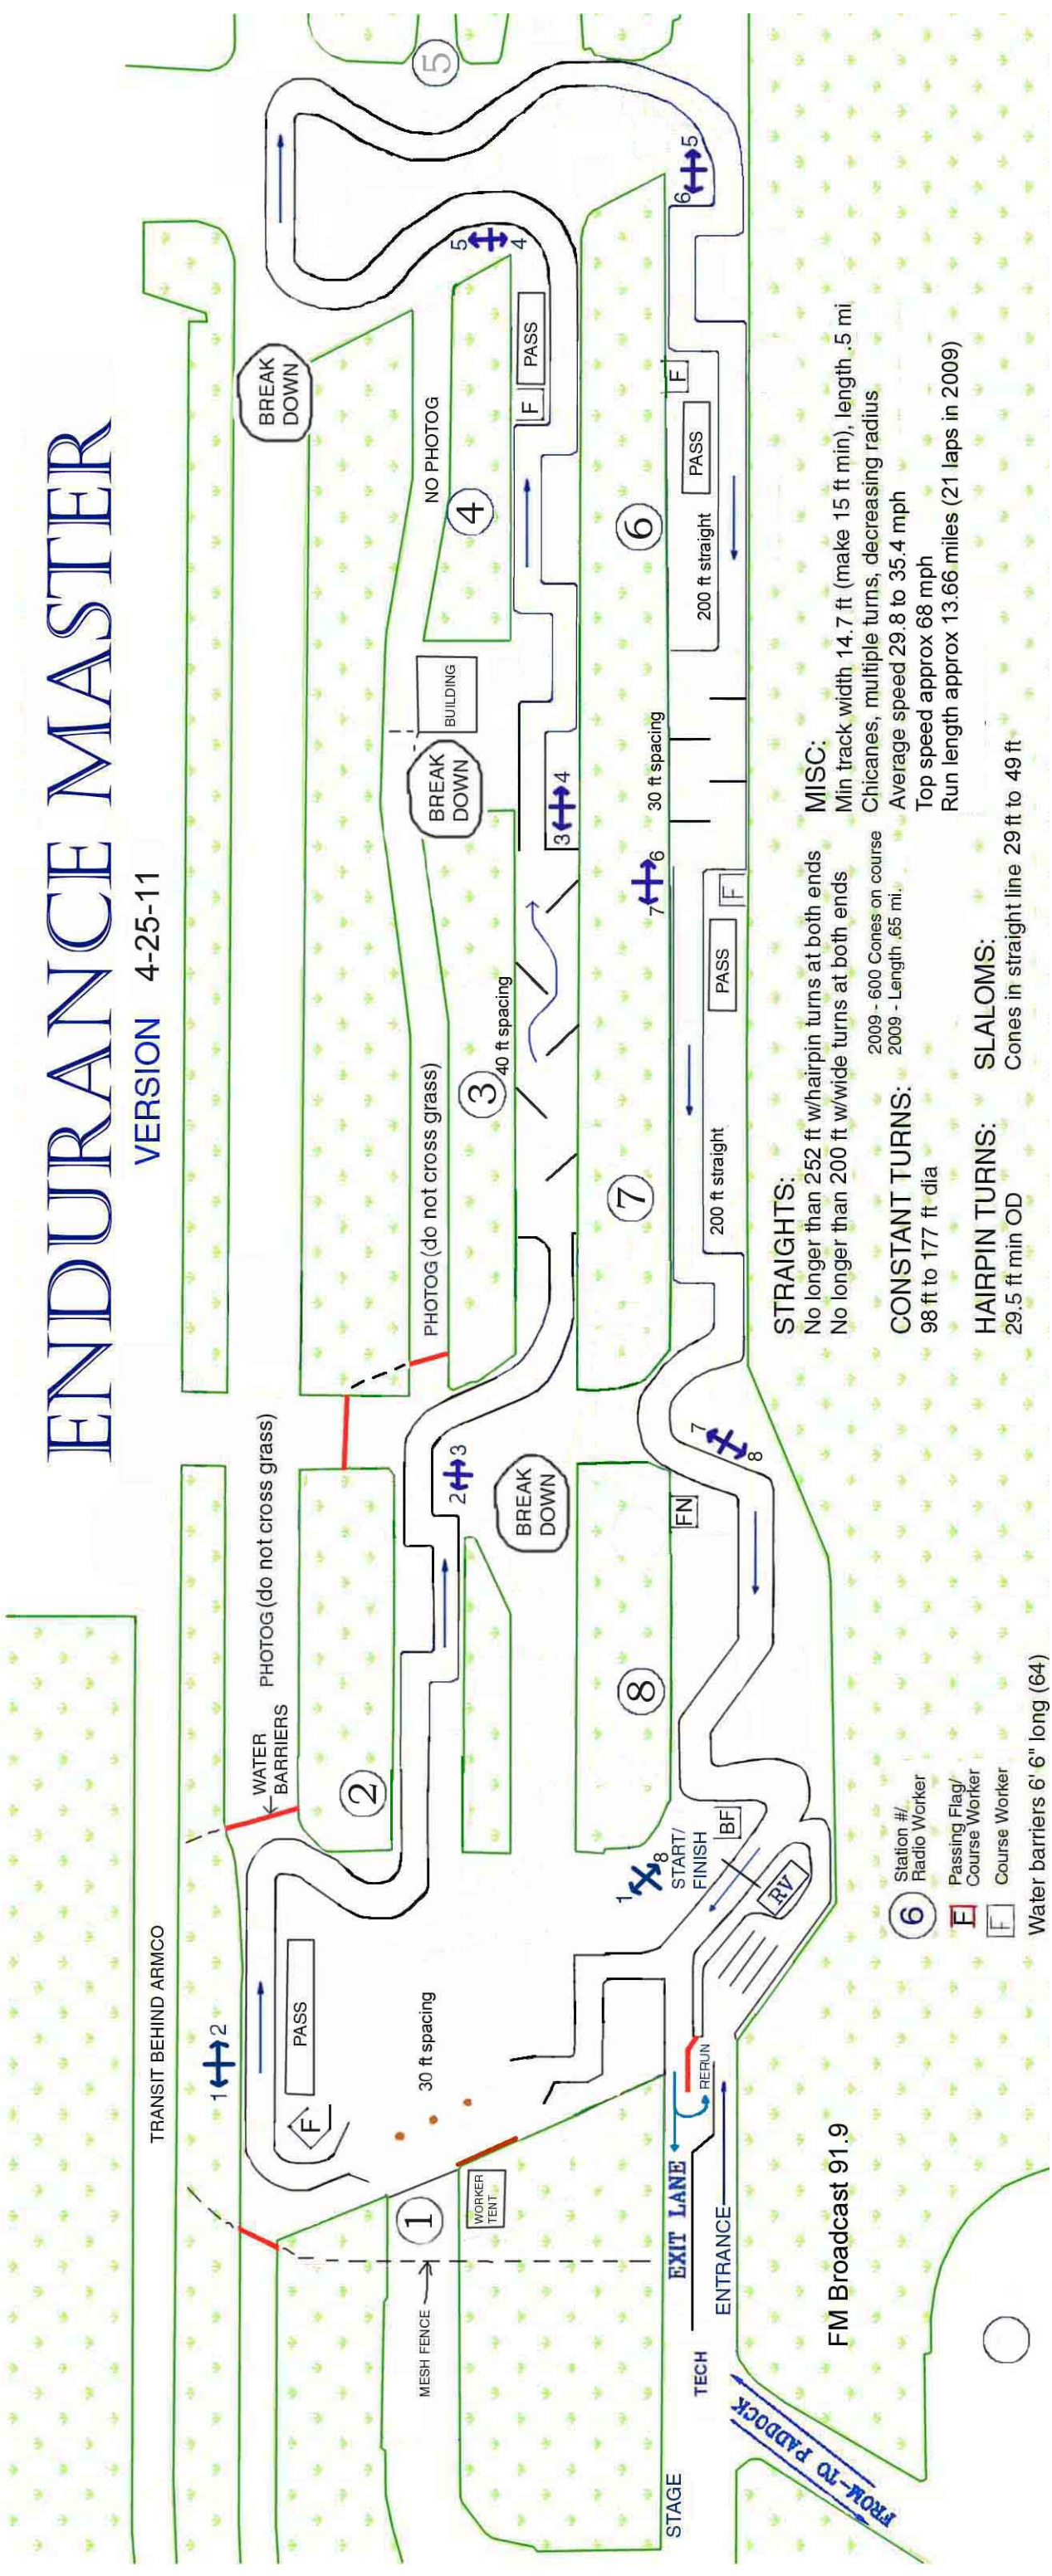 ENDURANCE MASTER
VERSION 4-25-11
TRANSIT BEHIND ARMCO
1 2
PASS
F
WATER
BARRIERS
PHOTOG (do not cross grass)
2
30 ft spacing
1
WORKER
TENT
MESH FENCE
2 3
BREAK
DOWN
PHOTOG (do not cross grass)
3
40 ft spacing
BREAK
DOWN
BUILDING
3 4
NO PHOTOG
4
F
PASS
BREAK
DOWN
5
4
5
6 5
F
6
PASS
200 ft straight
30 ft spacing
7 6
F
PASS
200 ft straight
7
7
8
FN
8
BF
START/
FINISH
1 8
RV
RERUN
EXIT LANE
ENTRANCE
TECH
STAGE
FROM-TO PADDOCK
FM Broadcast 91.9
6 Station #/
Radio Worker
F Passing Flag/
Course Worker
F Course Worker
Water barriers 6' 6" long (64)
STRAIGHTS:
No longer than 252 ft w/hairpin turns at both ends
No longer than 200 ft w/wide turns at both ends
2009 - 600 Cones on course
2009 - Length .65 mi.
CONSTANT TURNS:
98 ft to 177 ft dia
HAIRPIN TURNS:
29.5 ft min OD
SLALOMS:
Cones in straight line 29 ft to 49 ft
MISC:
Min track width 14.7 ft (make 15 ft min), length .5 mi
Chicanes, multiple turns, decreasing radius
Average speed 29.8 to 35.4 mph
Top speed approx 68 mph
Run length approx 13.66 miles (21 laps in 2009)